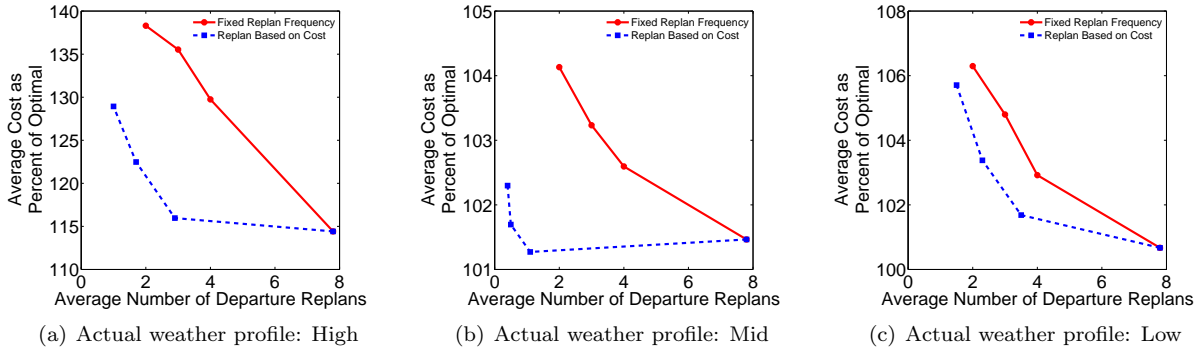 Average Cost as
Percent of Optimal
140
135
130
125
120
115
110
0
2
4
6
8
Fixed Replan Frequency
Replan Based on Cost
Average Number of Departure Replans
(a) Actual weather profile: High
Average Cost as
Percent of Optimal
105
104
103
102
101
0
2
4
6
8
Fixed Replan Frequency
Replan Based on Cost
Average Number of Departure Replans
(b) Actual weather profile: Mid
Average Cost as
Percent of Optimal
108
106
104
102
100
0
2
4
6
8
Fixed Replan Frequency
Replan Based on Cost
Average Number of Departure Replans
(c) Actual weather profile: Low